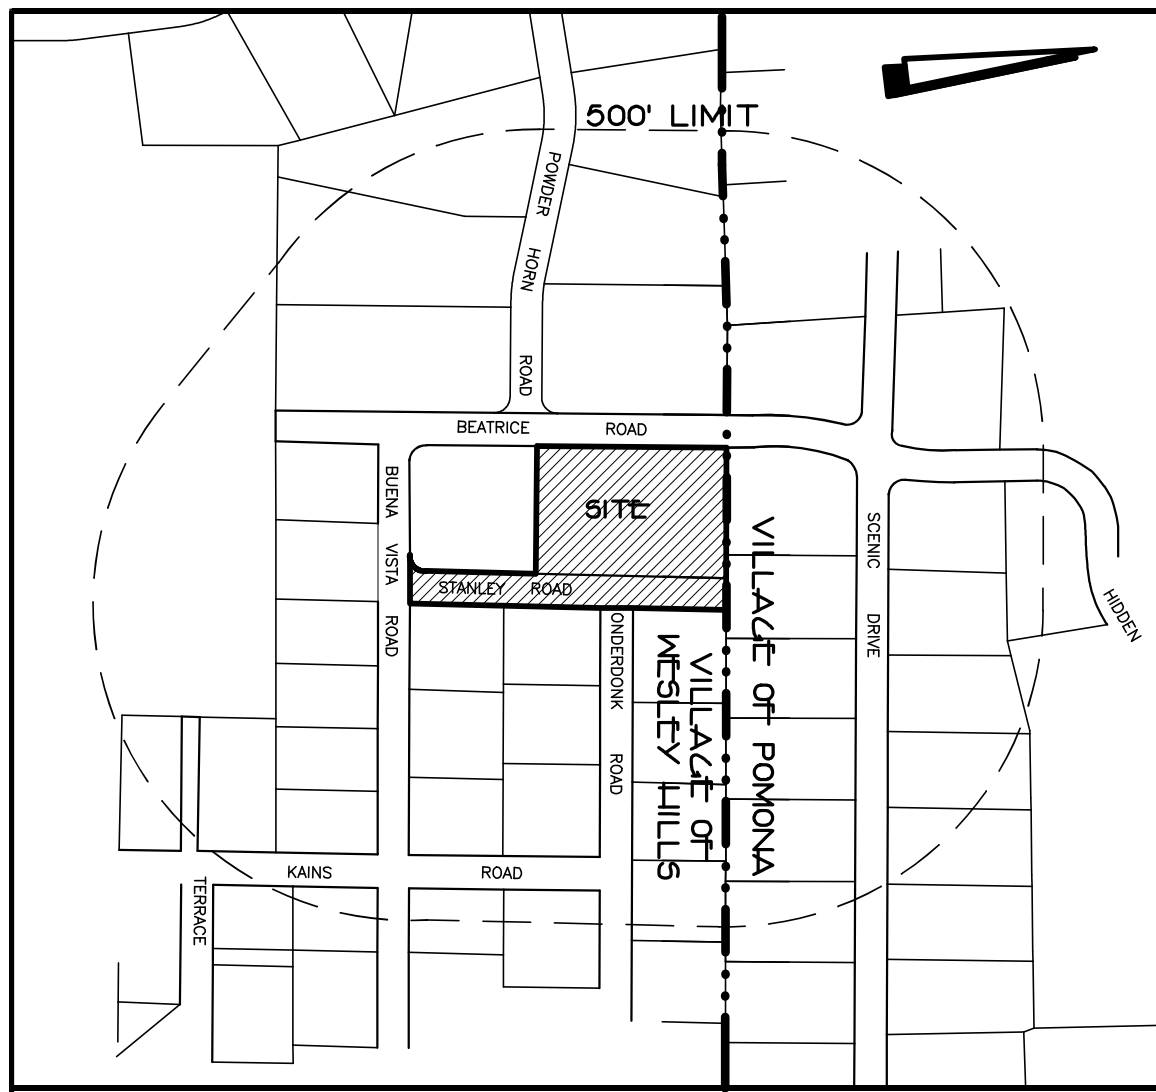 500' LIMIT
POWDER HORN ROAD
BEATRICE ROAD
BUENA VISTA ROAD
SITE
STANLEY ROAD
ONDERDONK ROAD
VILLAGE OF
WESLEY HILLS
VILLAGE OF POMONA
SCENIC DRIVE
HIDDEN
KAINS ROAD
TERRACE